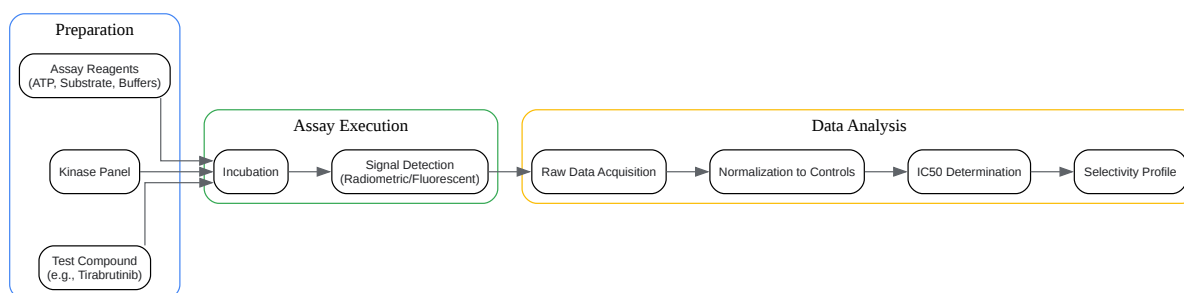 Preparation
Assay Reagents
(ATP, Substrate, Buffers)
Kinase Panel
Test Compound
(e.g., Tirabrutinib)
Assay Execution
Incubation
Signal Detection
(Radiometric/Fluorescent)
Data Analysis
Raw Data Acquisition
Normalization to Controls
IC50 Determination
Selectivity Profile